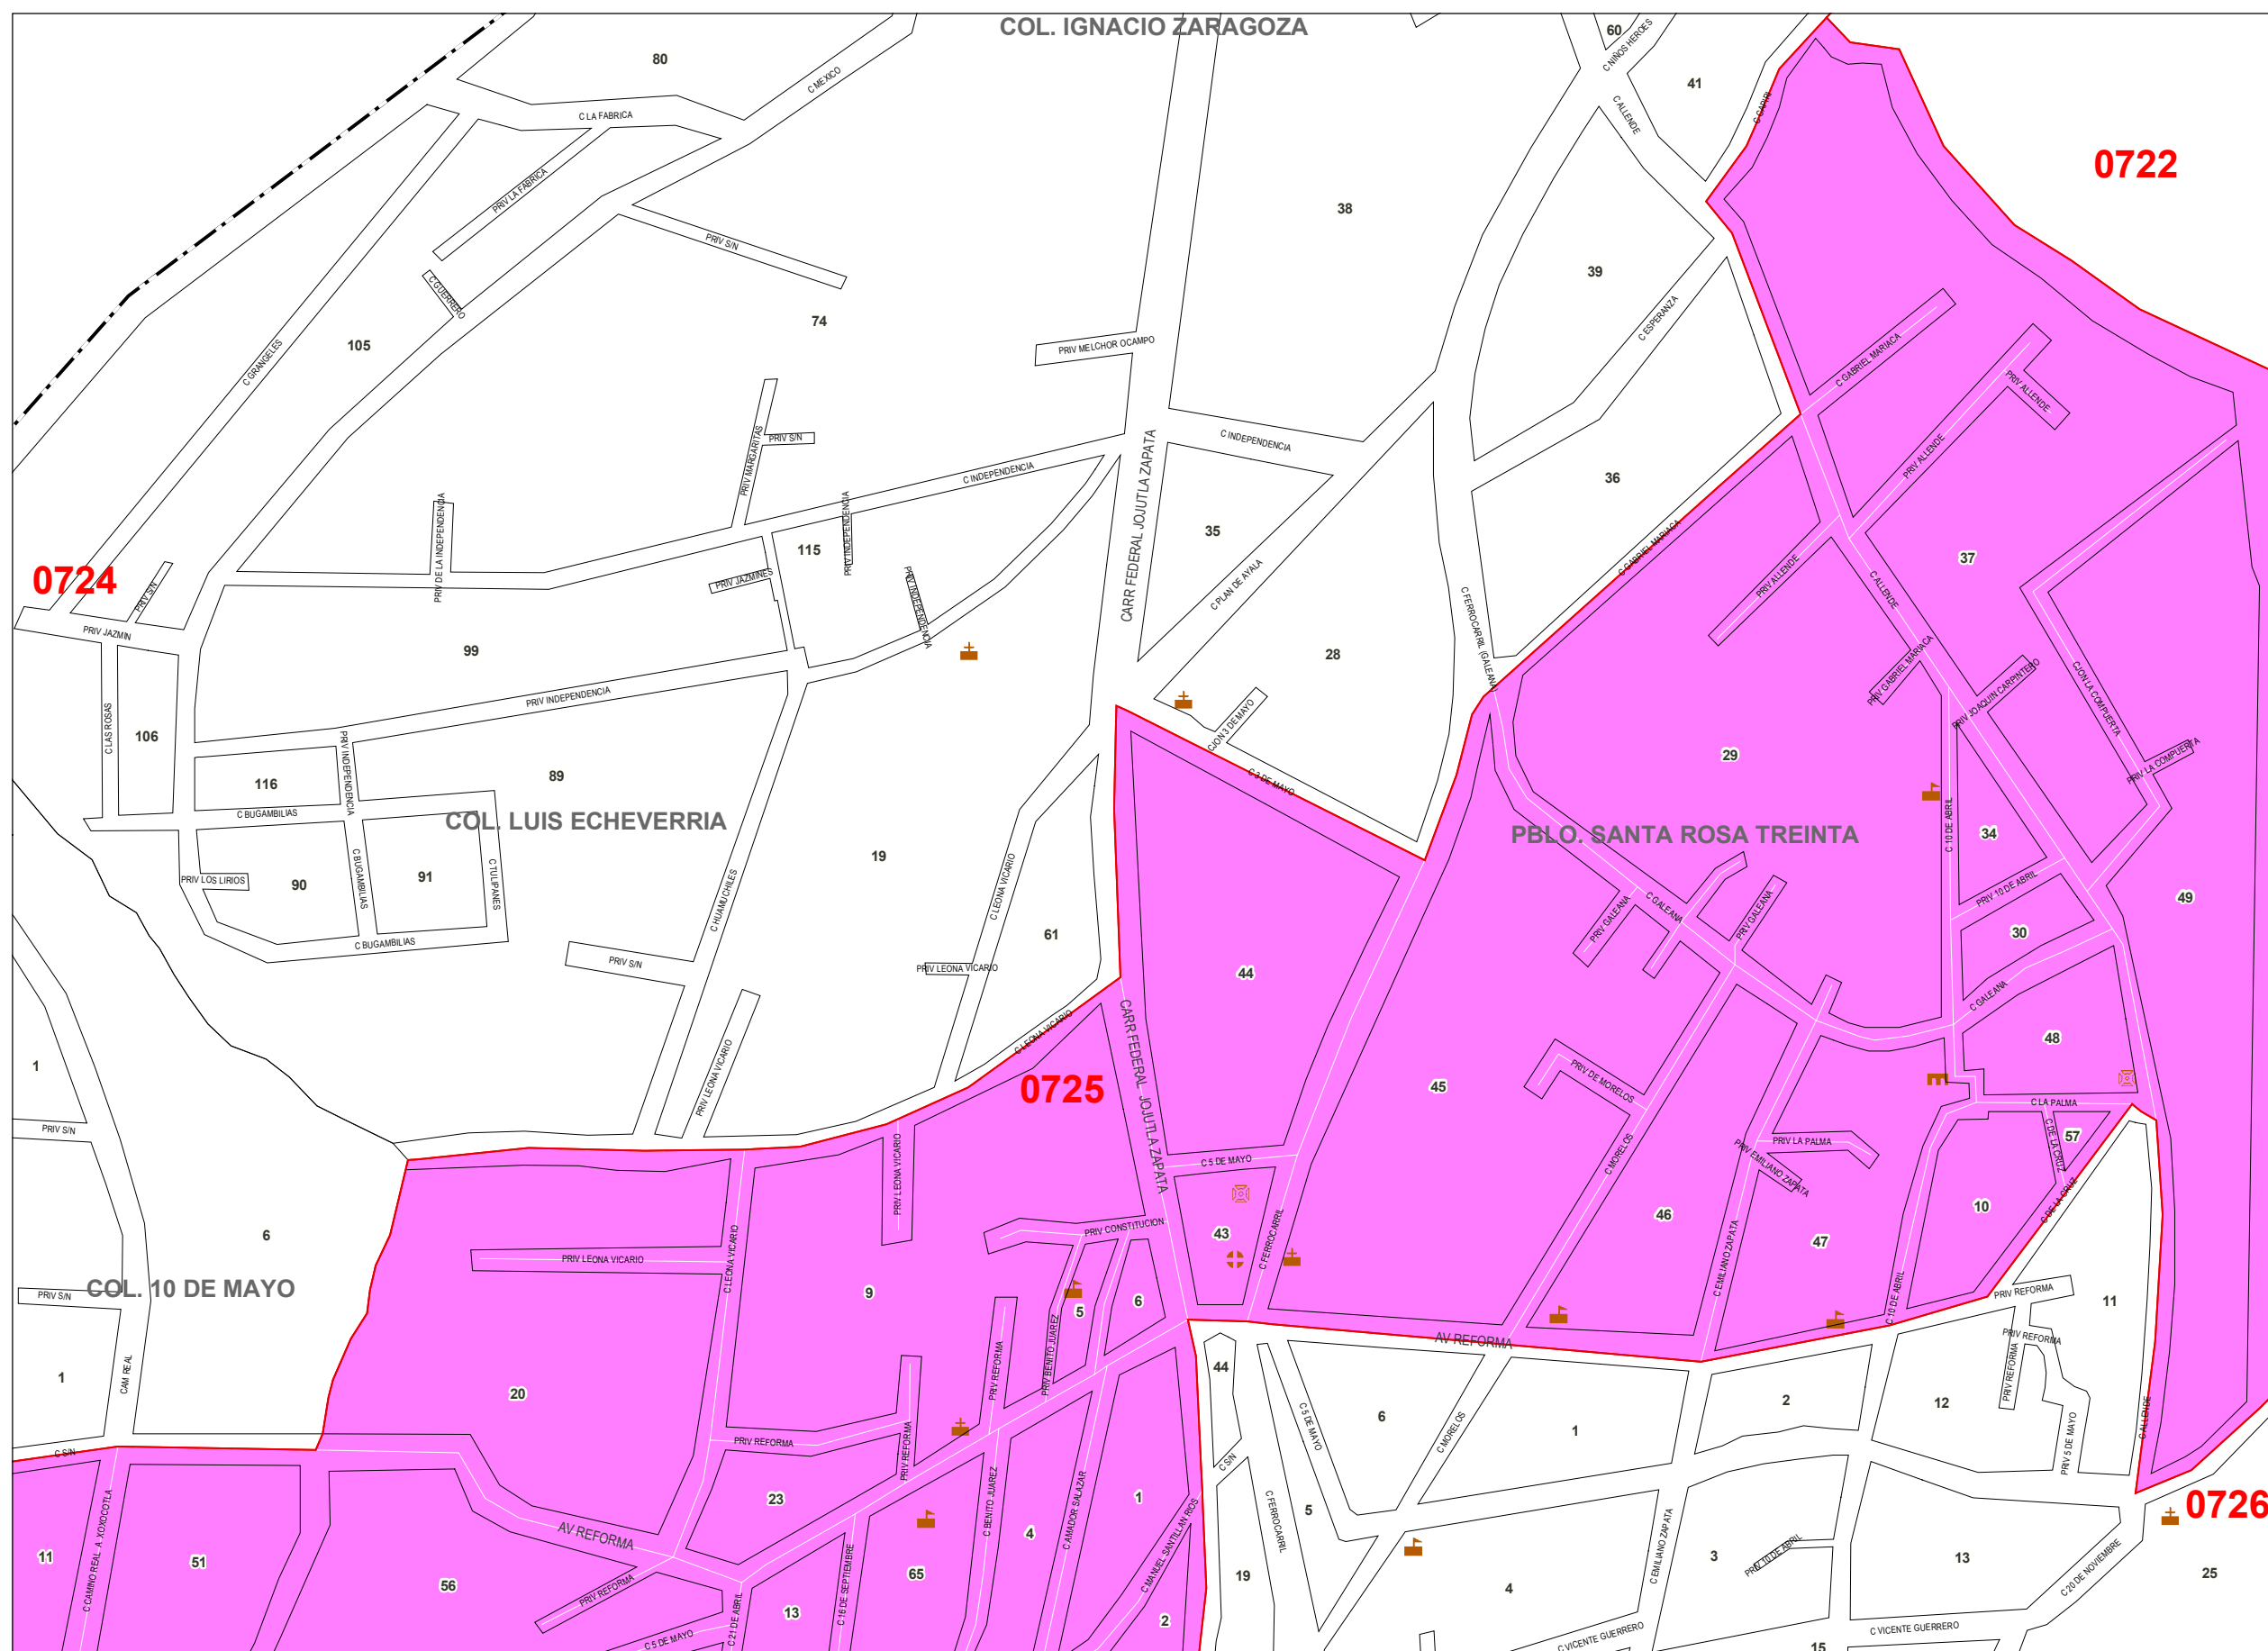 COL. IGNACIO ZARAGOZA
60
C NIÑOS HEROES
80
C MEXICO
41
C CAPIRI
C LA FABRICA
C ALLENDE
0722
PRIV LA FABRICA
38
PRIV S/N
39
C GUERRERO
74
C ESPERANZA
105
PRIV MELCHOR OCAMPO
C GABRIEL MARIACA
C GRANGELES
PRIV ALLENDE
PRIV S/N
PRIV MARGARITAS
C INDEPENDENCIA
C INDEPENDENCIA
PRIV ALLENDE
36
CARR FEDERAL JOJUTLA ZAPATA
35
PRIV DE LA INDEPENDENCIA
PRIV INDEPENDENCIA
115
C GABRIEL MARIACA
37
0724
PRIV JAZMINES
C PLAN DE AYALA
PRIV ALLENDE
C ALLENDE
PRIV S/N
PRIV INDEPENDENCIA
PRIV JAZMIN
99
28
C FERROCARRIL (GALEANA)
PRIV GABRIEL MARIACA
PRIV JOAQUIN CARPINTERO
CJON LA COMPUERTA
PRIV INDEPENDENCIA
C LAS ROSAS
106
CJON 3 DE MAYO
29
PRIV LA COMPUERTA
116
PRIV INDEPENDENCIA
89
C 3 DE MAYO
C BUGAMBILIAS
COL. LUIS ECHEVERRIA
PBLO. SANTA ROSA TREINTA
C 10 DE ABRIL
34
19
C LEONA VICARIO
PRIV LOS LIRIOS
90
C BUGAMBILIAS
91
C TULIPANES
C HUAMUCHILES
PRIV 10 DE ABRIL
49
C GALEANA
PRIV GALEANA
PRIV GALEANA
61
30
C BUGAMBILIAS
PRIV S/N
PRIV LEONA VICARIO
44
C GALEANA
C LEONA VICARIO
CARR FEDERAL JOJUTLA ZAPATA
48
1
0725
45
PRIV DE MORELOS
PRIV LEONA VICARIO
C LA PALMA
PRIV S/N
C DE LA CRUZ
57
PRIV LA PALMA
C MORELOS
PRIV LEONA VICARIO
C 5 DE MAYO
PRIV EMILIANO ZAPATA
C DE LA CRUZ
10
46
6
43
PRIV CONSTITUCION
C FERROCARRIL
47
PRIV LEONA VICARIO
C LEONA VICARIO
C EMILIANO ZAPATA
COL. 10 DE MAYO
PRIV S/N
9
6
5
C 10 DE ABRIL
PRIV REFORMA
11
AV REFORMA
PRIV REFORMA
PRIV REFORMA
PRIV BENITO JUAREZ
PRIV REFORMA
1
CAM REAL
20
44
12
2
6
1
C 5 DE MAYO
C MORELOS
C ALLENDE
PRIV REFORMA
PRIV REFORMA
C S/N
C S/N
PRIV 5 DE MAYO
23
1
C BENITO JUAREZ
C AMADOR SALAZAR
C MANUEL SANTILLAN RIOS
C FERROCARRIL
5
0726
AV REFORMA
4
C CAMINO REAL A XOXOCOTLA
11
51
56
65
PRIV REFORMA
19
C EMILIANO ZAPATA
3
PRIV 10 DE ABRIL
13
C 20 DE NOVIEMBRE
25
4
13
C 16 DE SEPTIEMBRE
C 21 DE ABRIL
C 5 DE MAYO
2
C VICENTE GUERRERO
C VICENTE GUERRERO
15